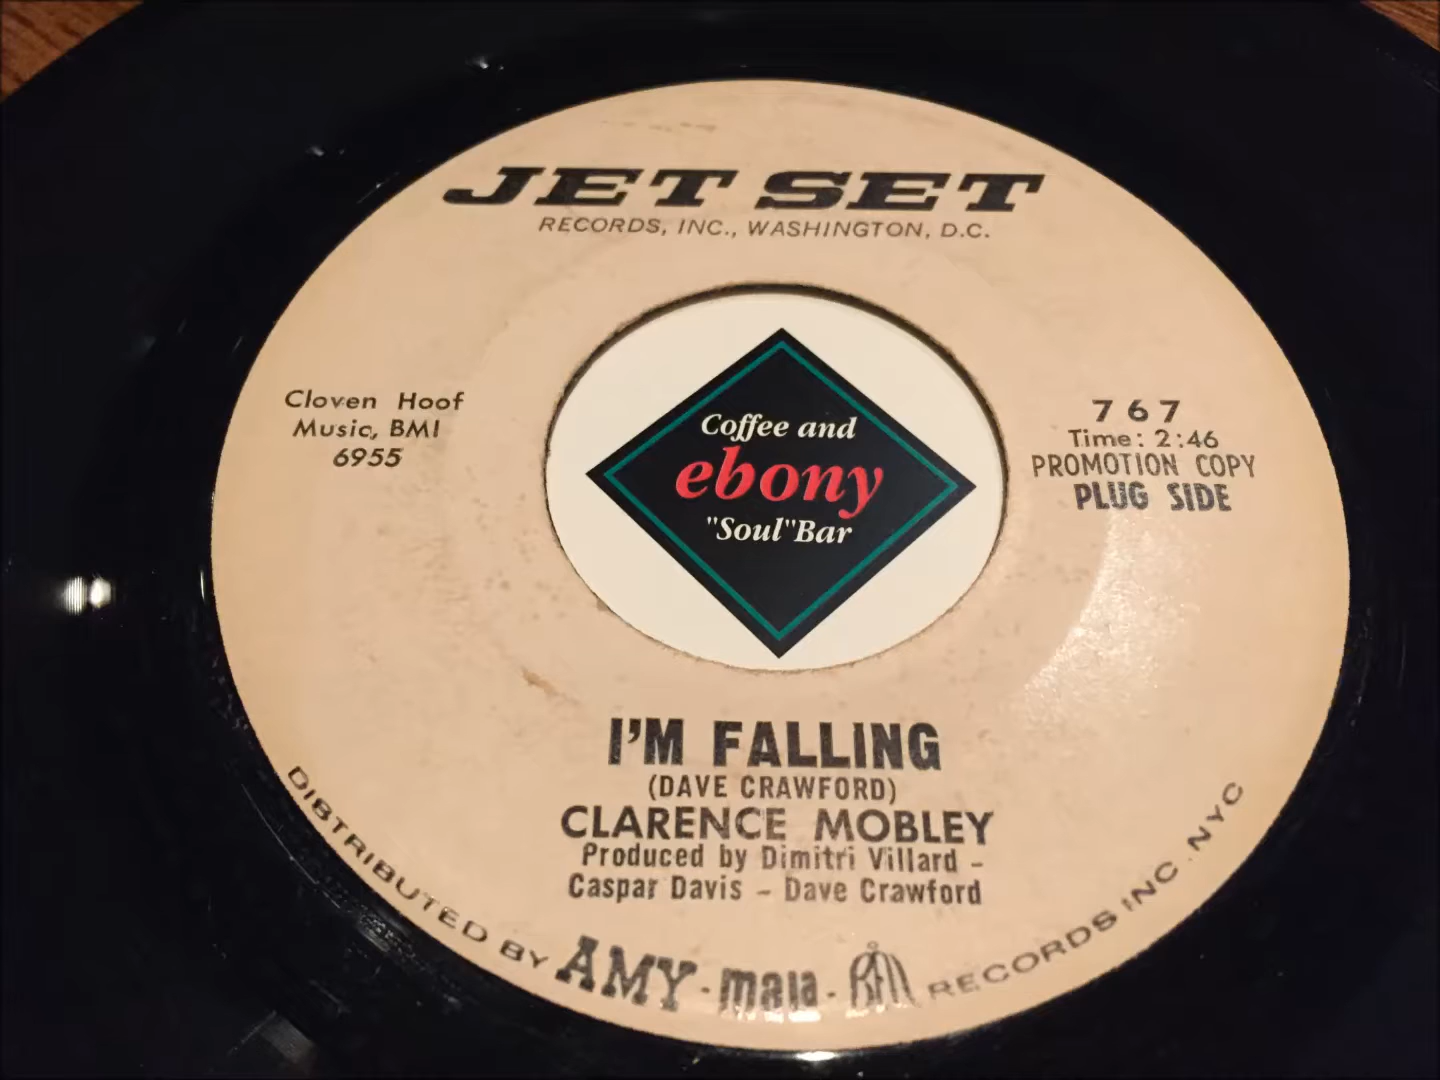 JET SET
RECORDS, INC., WASHINGTON, D.C.
Cloven Hoof
Music, BMI
6955
767
Time: 2:46
PROMOTION COPY
PLUG SIDE
Coffee and
ebony
"Soul"Bar
I'M FALLING
(DAVE CRAWFORD)
CLARENCE MOBLEY
Produced by Dimitri Villard -
Caspar Davis - Dave Crawford
DIBTRIBUTED BY AMY · mala · Bell RECORDS INC. NYC